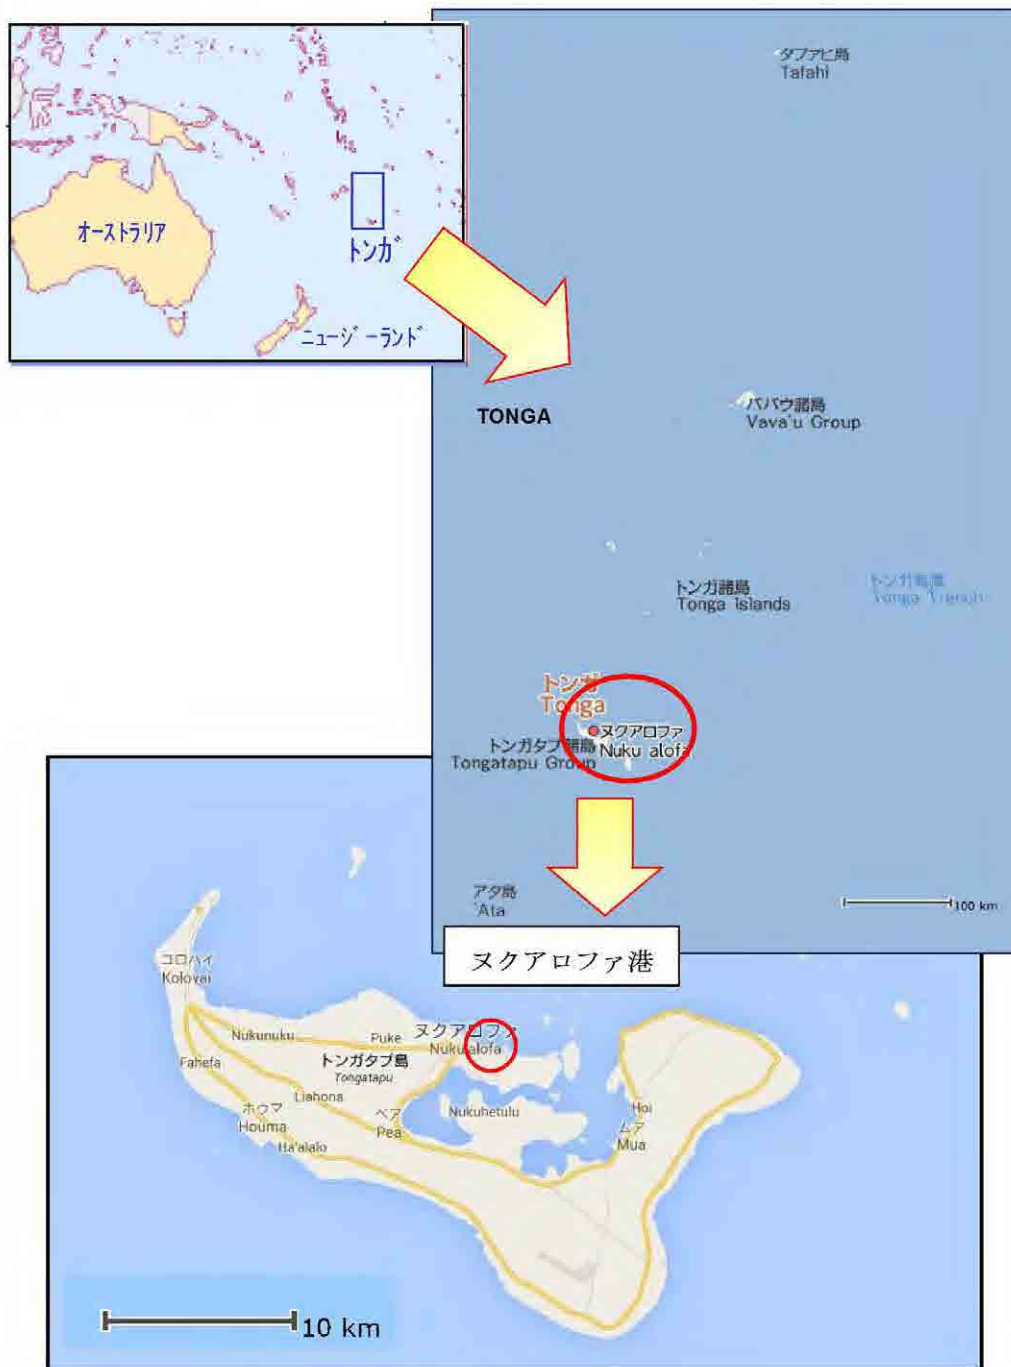 オーストラリア
トンガ
ニュージーランド
タファヒ島
Tafahi
TONGA
ババウ諸島
Vava'u Group
トンガ諸島
Tonga Islands
トンガ海溝
Tonga Trench
トンガ
Tonga
ヌクアロファ
Nuku alofa
トンガタプ諸島
Tongatapu Group
アタ島
'Ata
100 km
ヌクアロファ港
コロバイ
Kolovai
Nukunuku
Puke
ヌクアロファ
Nuku alofa
Fahefa
トンガタプ島
Tongatapu
Liahona
ホウマ
Houma
ペア
Pea
Nukuhetulu
Hoi
ムア
Mua
Ha'alalo
10 km